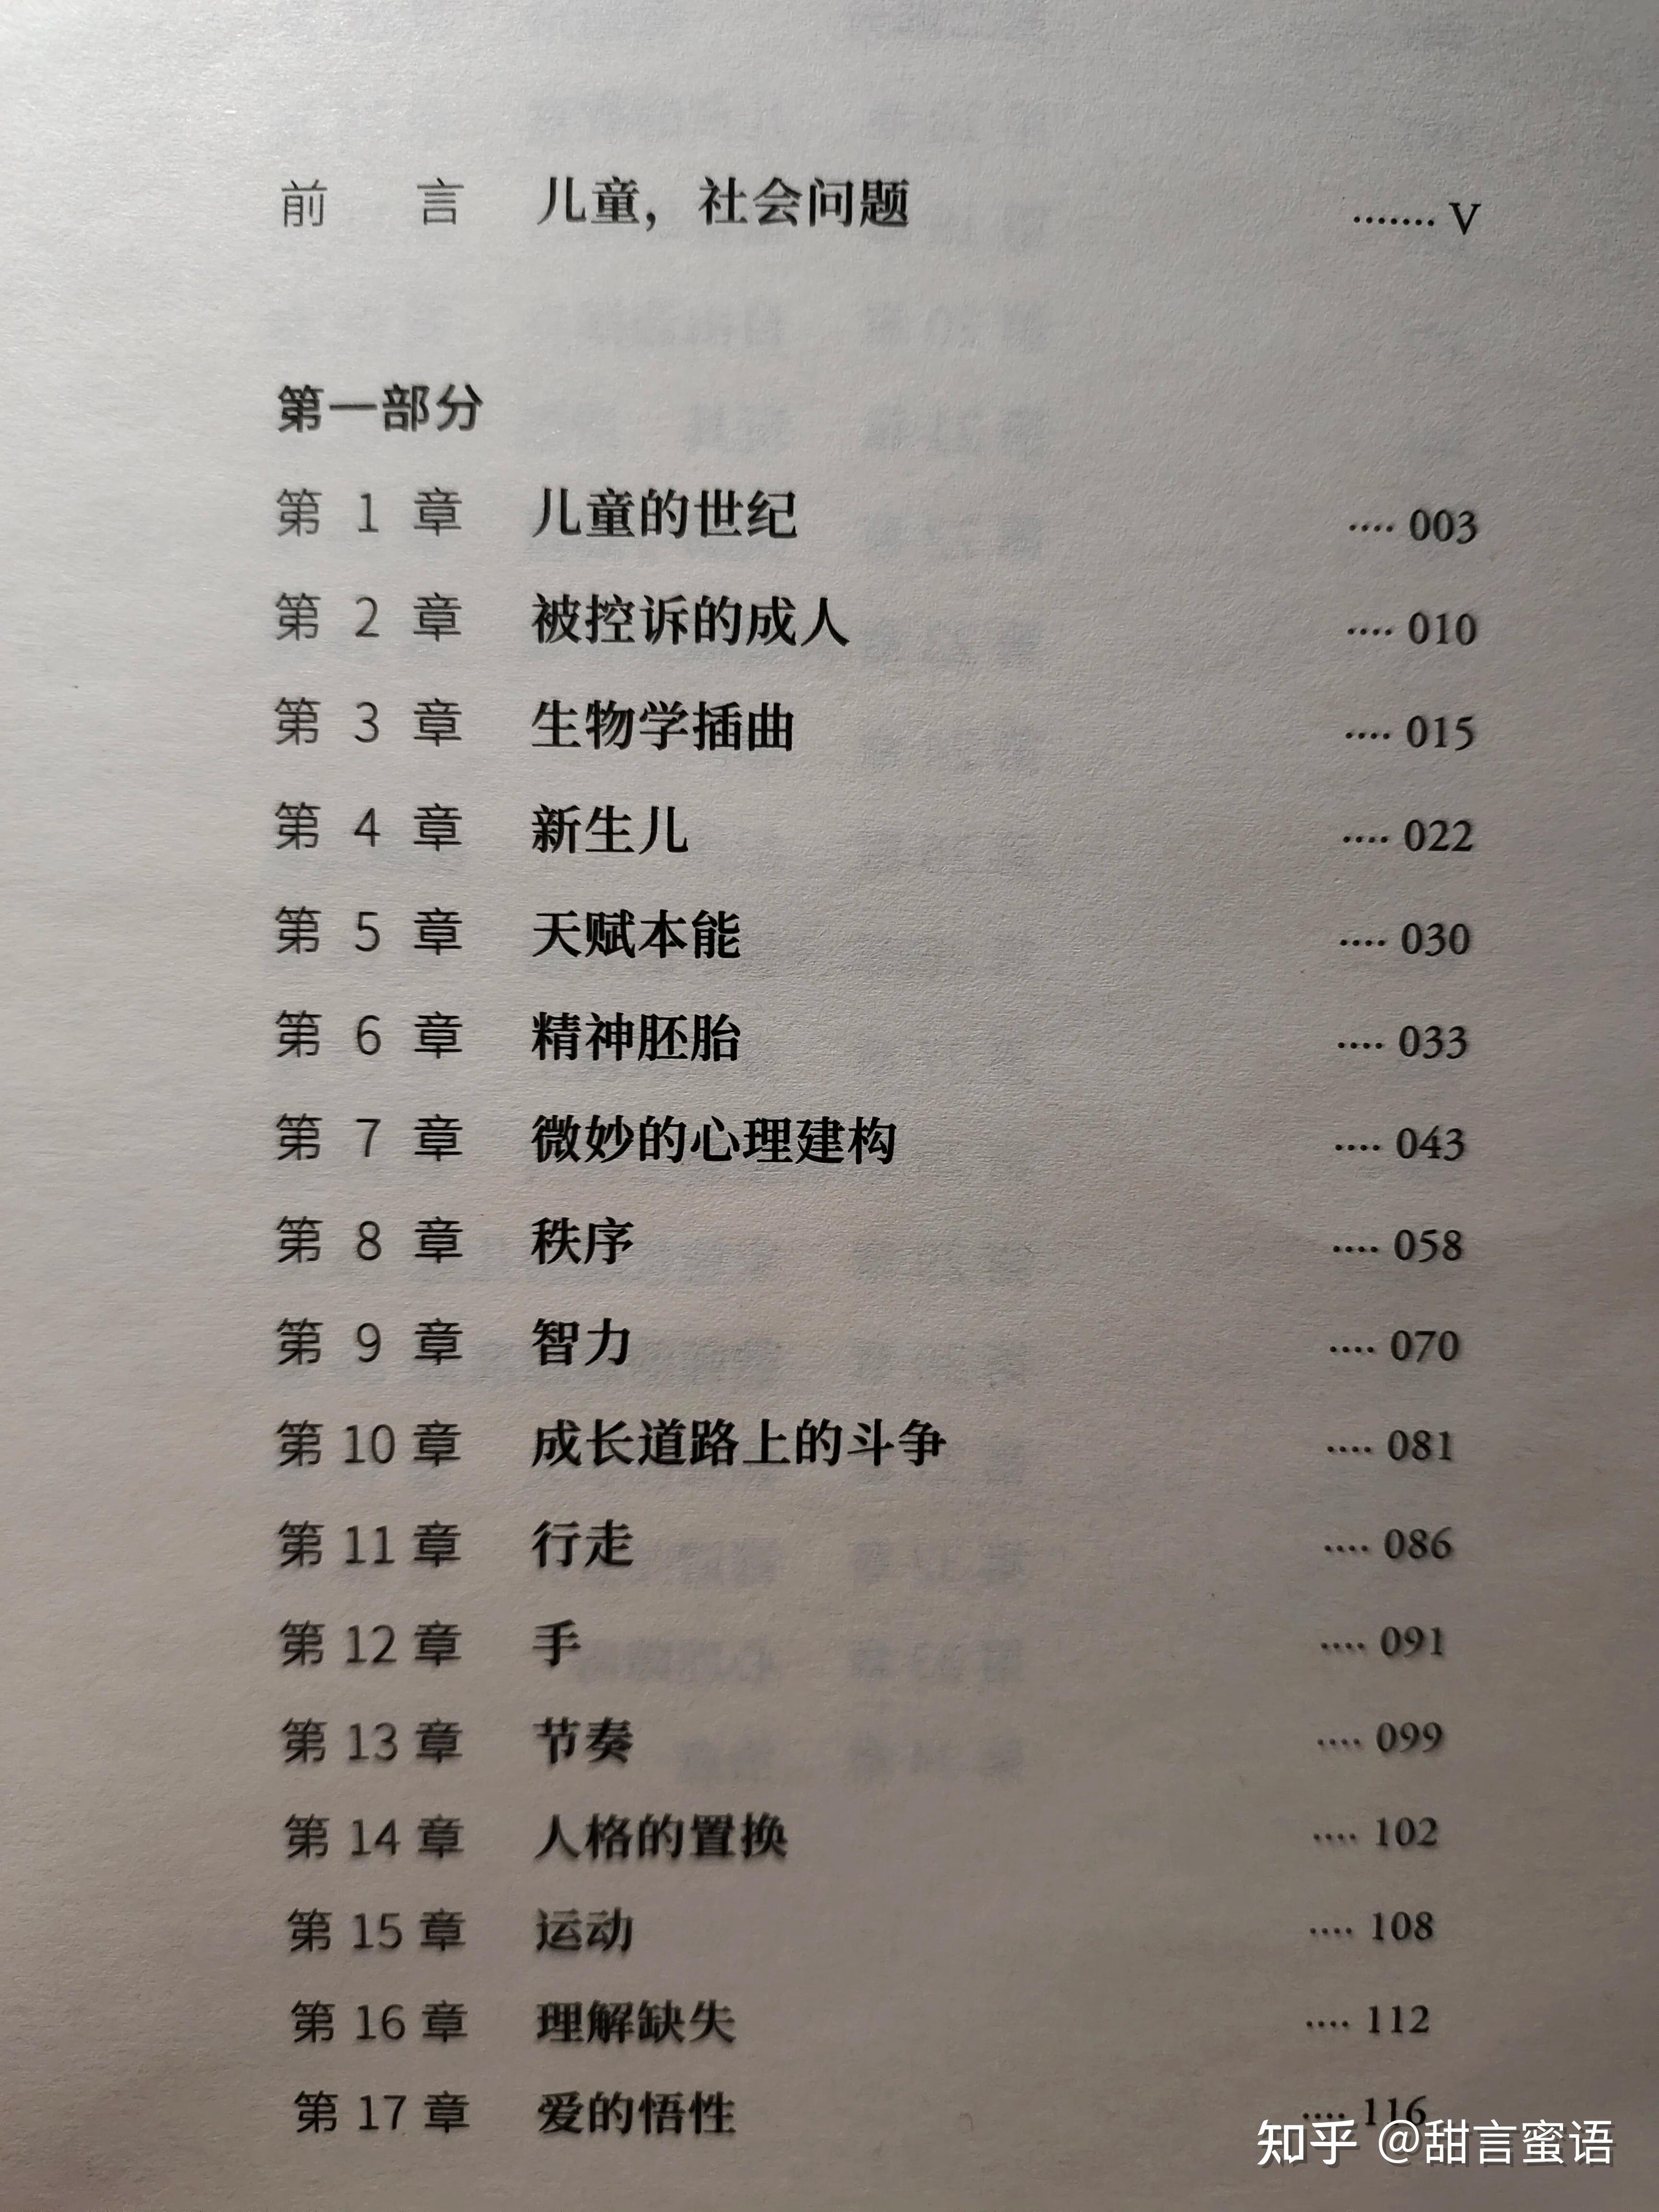 前 言 儿童，社会问题 ······· V
第一部分
第 1 章 儿童的世纪 ···· 003
第 2 章 被控诉的成人 ···· 010
第 3 章 生物学插曲 ···· 015
第 4 章 新生儿 ···· 022
第 5 章 天赋本能 ···· 030
第 6 章 精神胚胎 ···· 033
第 7 章 微妙的心理建构 ···· 043
第 8 章 秩序 ···· 058
第 9 章 智力 ···· 070
第 10 章 成长道路上的斗争 ···· 081
第 11 章 行走 ···· 086
第 12 章 手 ···· 091
第 13 章 节奏 ···· 099
第 14 章 人格的置换 ···· 102
第 15 章 运动 ···· 108
第 16 章 理解缺失 ···· 112
第 17 章 爱的悟性 ···· 116
知乎 @甜言蜜语